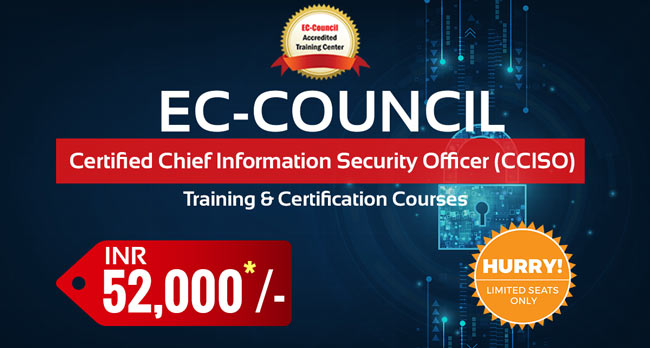 EC-Council
Accredited
Training Center
EC-COUNCIL
Certified Chief Information Security Officer (CCISO)
Training & Certification Courses
INR
52,000*/-
HURRY!
LIMITED SEATS
ONLY